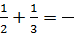 1/2 + 1/3 = —